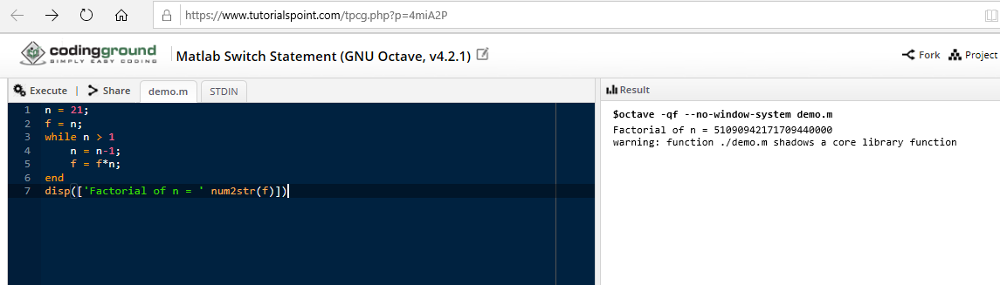 https://www.tutorialspoint.com/tpcg.php?p=4miA2P
codingground
SIMPLY EASY CODING
Matlab Switch Statement (GNU Octave, v4.2.1)
Fork
Project
Execute | Share demo.m STDIN
Result
1 n = 21;
2 f = n;
3 while n > 1
4 n = n-1;
5 f = f*n;
6 end
7 disp(['Factorial of n = ' num2str(f)])
$octave -qf --no-window-system demo.m
Factorial of n = 51090942171709440000
warning: function ./demo.m shadows a core library function